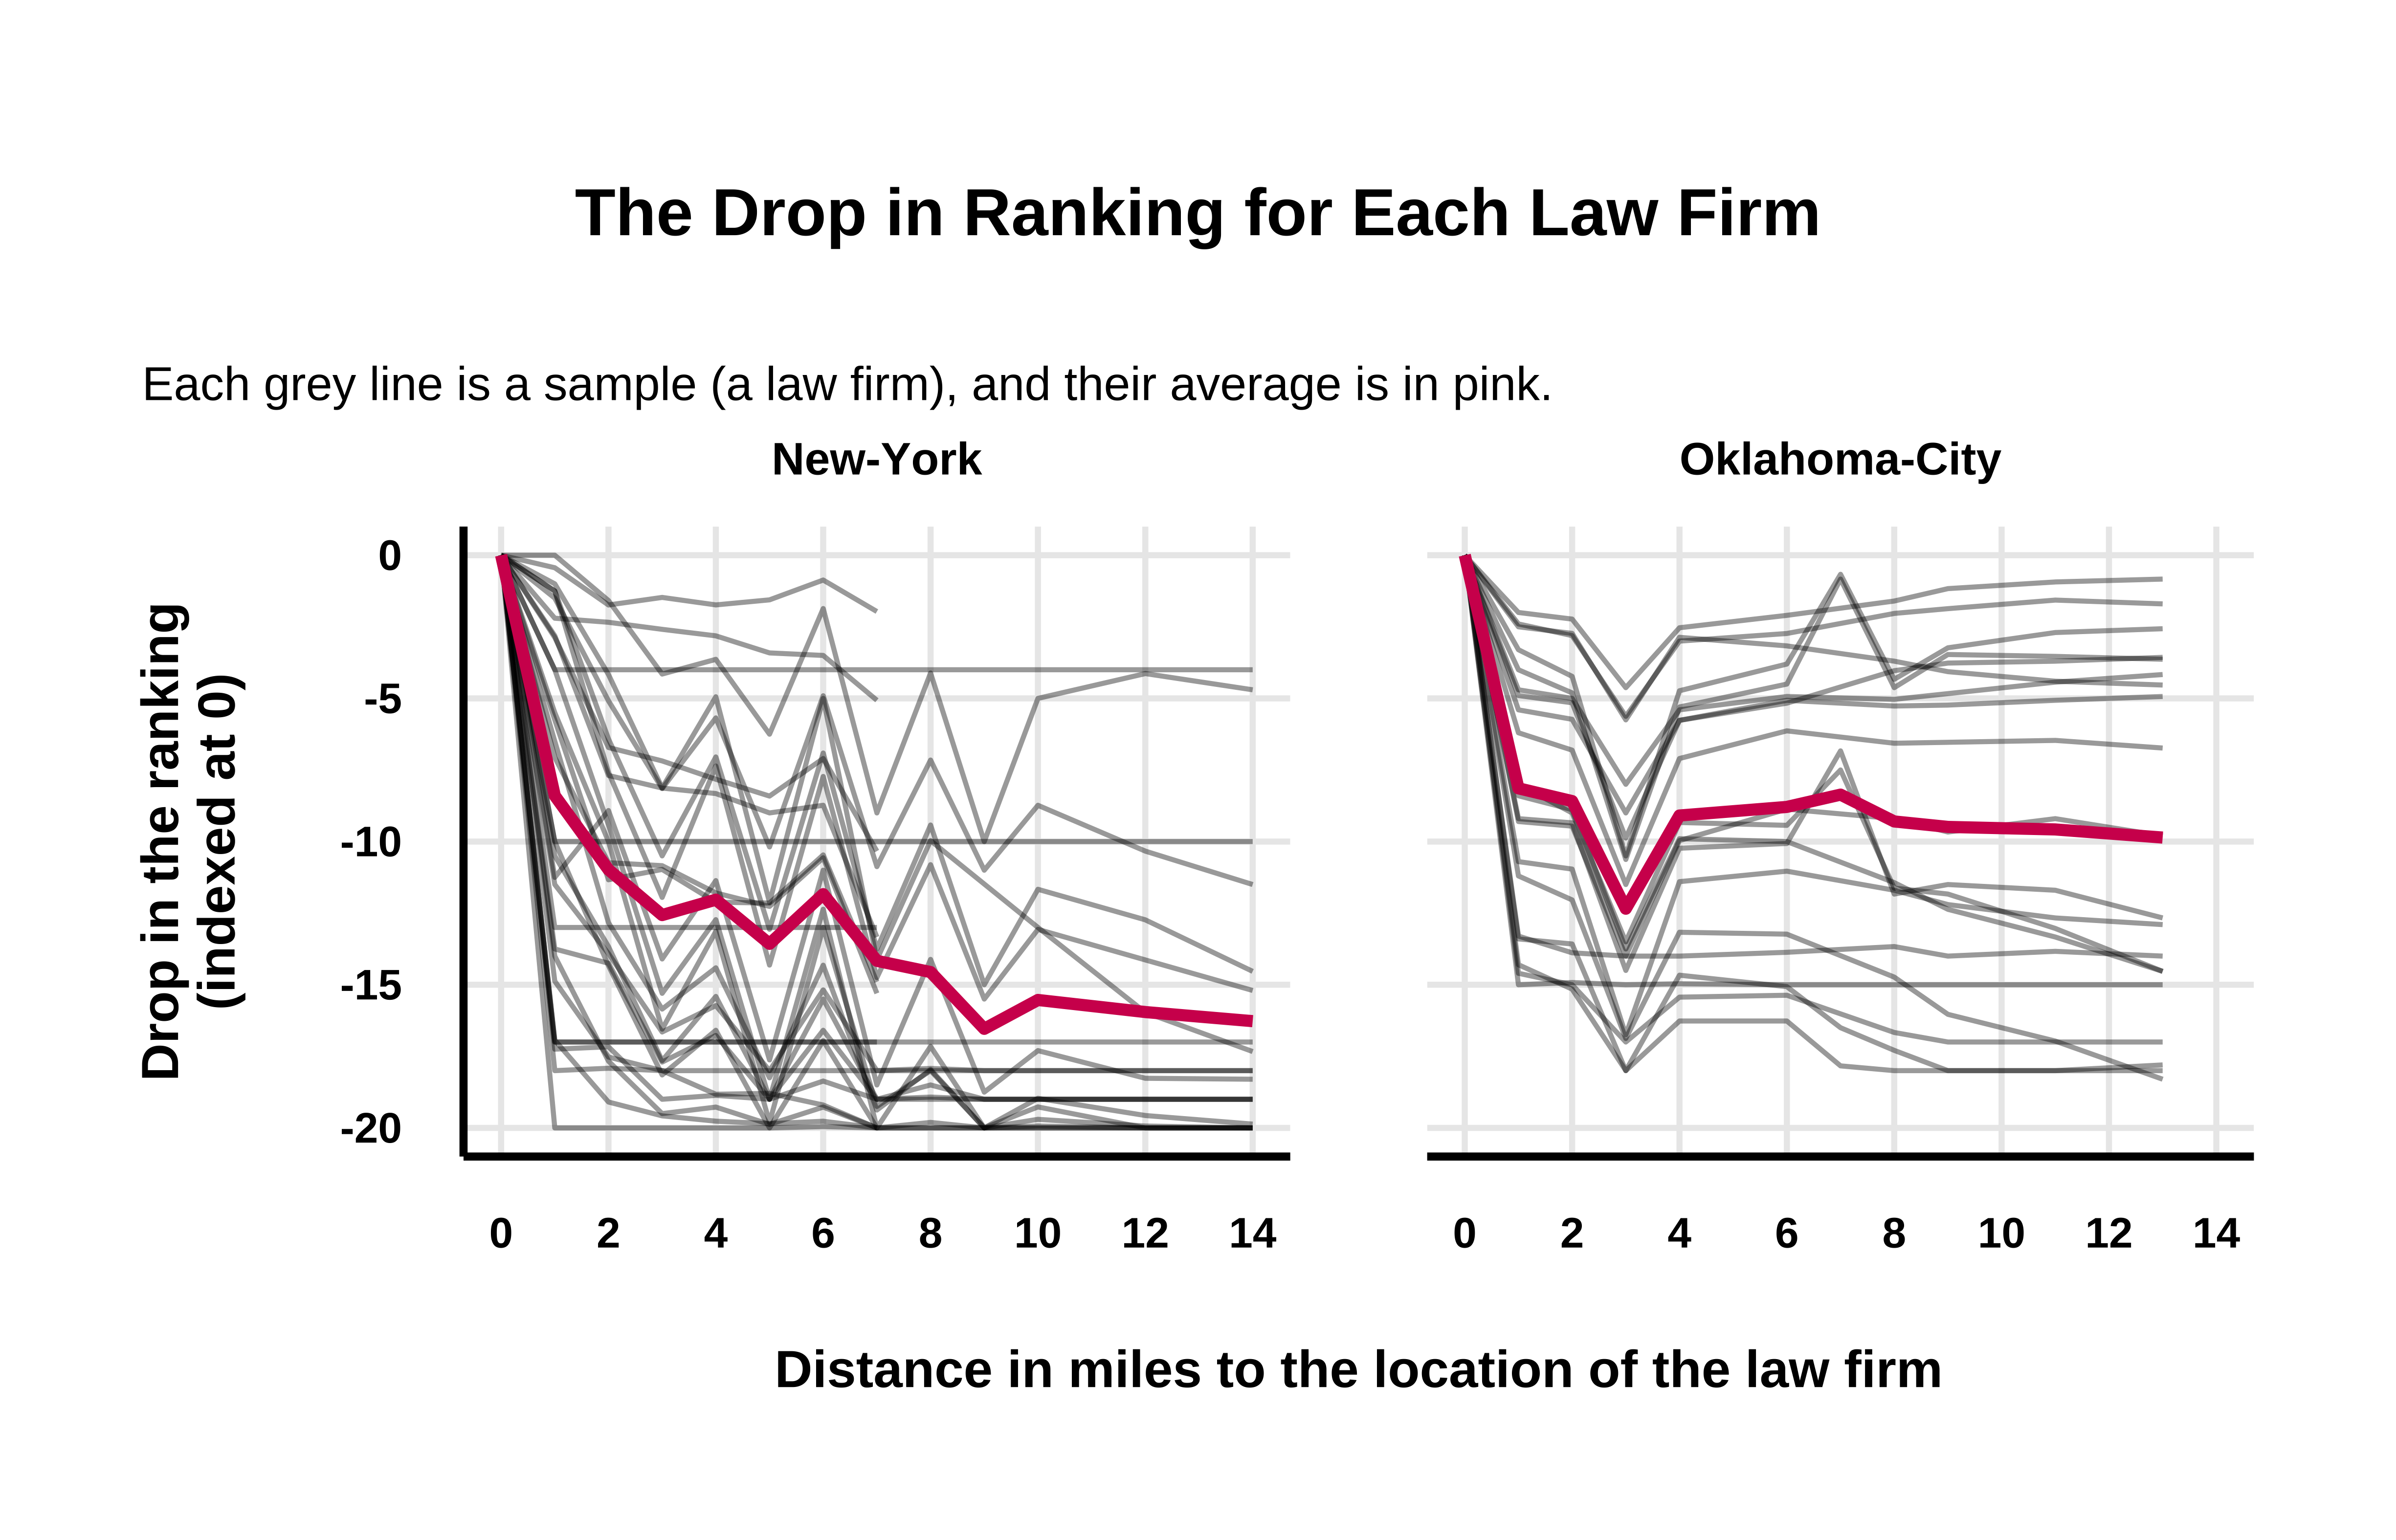 The Drop in Ranking for Each Law Firm
Each grey line is a sample (a law firm), and their average is in pink.
New-York
Oklahoma-City
Drop in the ranking
(indexed at 0)
0
-5
-10
-15
-20
0 2 4 6 8 10 12 14
0 2 4 6 8 10 12 14
Distance in miles to the location of the law firm